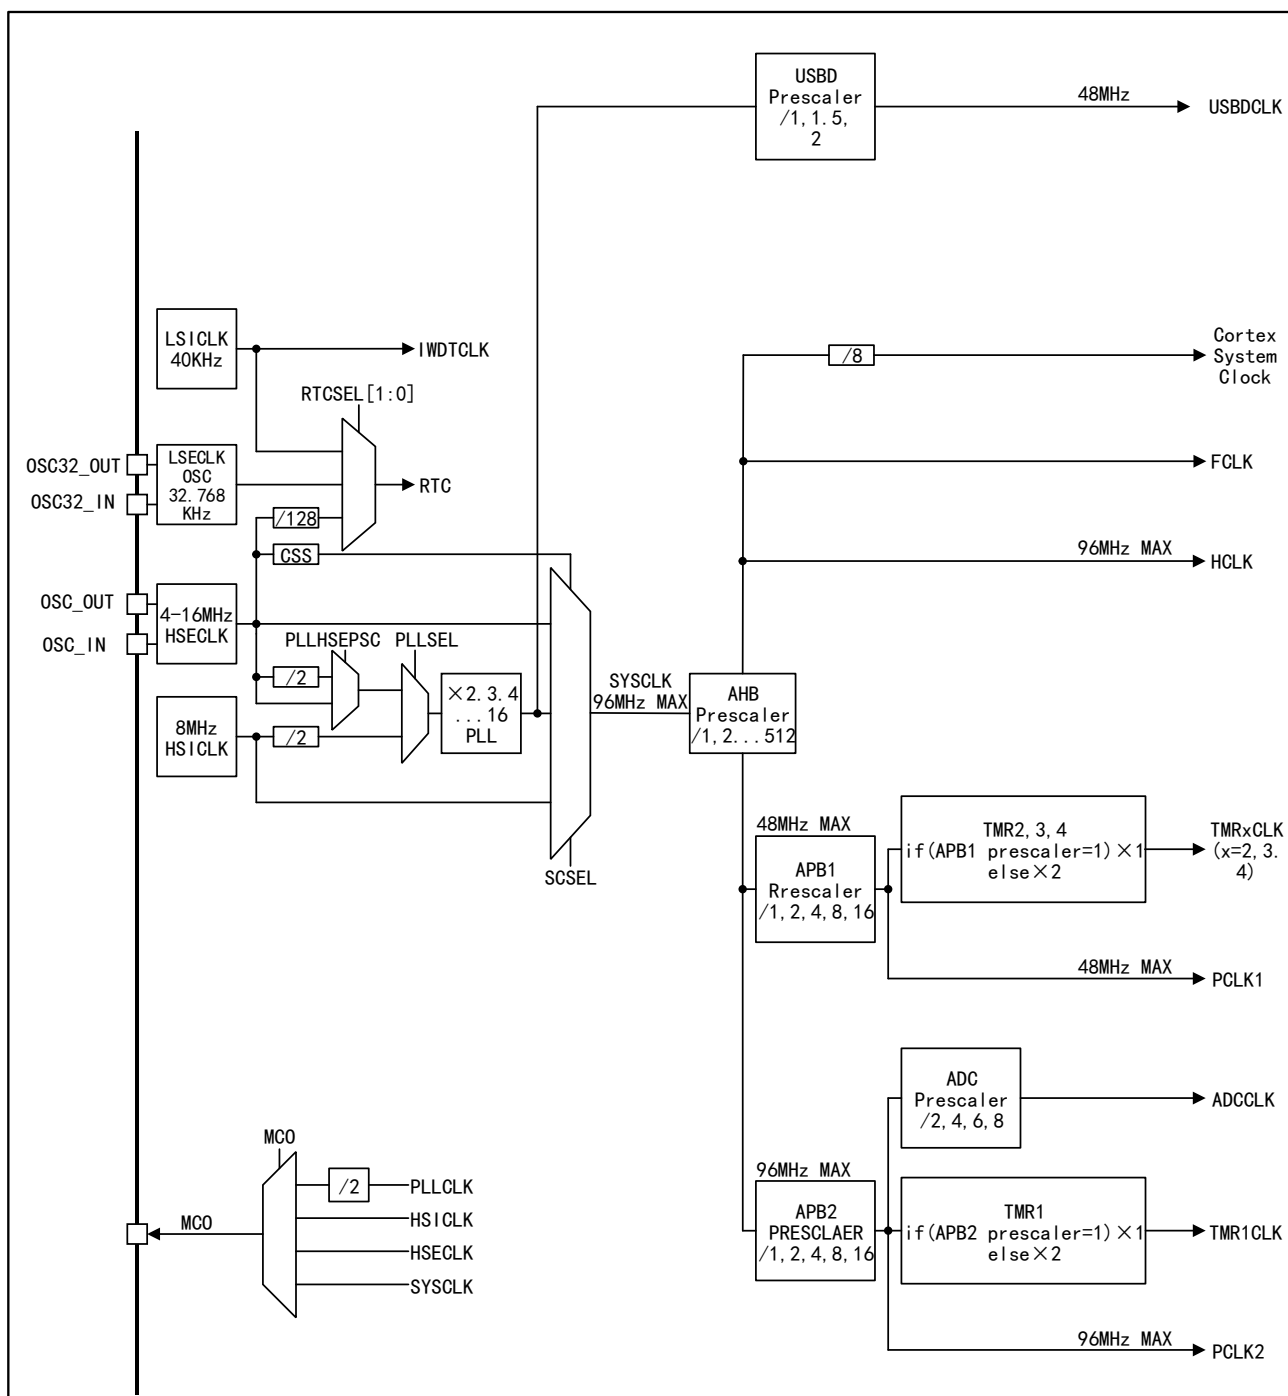 USBD
Prescaler
/1, 1.5,
2
48MHz
USBDCLK
LSICLK
40KHz
IWDTCLK
RTCSEL[1:0]
OSC32_OUT
OSC32_IN
LSECLK
OSC
32.768
KHz
RTC
/128
CSS
OSC_OUT
OSC_IN
4-16MHz
HSECLK
PLLHSEPSC
PLLSEL
/2
×2.3.4
...16
PLL
8MHz
HSICLK
/2
SCSEL
SYSCLK
96MHz MAX
AHB
Prescaler
/1,2...512
/8
Cortex
System
Clock
FCLK
96MHz MAX
HCLK
48MHz MAX
APB1
Rrescaler
/1,2,4,8,16
TMR2,3,4
if(APB1 prescaler=1)×1
else×2
TMRxCLK
(x=2,3.
4)
48MHz MAX
PCLK1
ADC
Prescaler
/2,4,6,8
ADCCLK
96MHz MAX
APB2
PRESCLAER
/1,2,4,8,16
TMR1
if(APB2 prescaler=1)×1
else×2
TMR1CLK
96MHz MAX
PCLK2
MCO
MCO
/2
PLLCLK
HSICLK
HSECLK
SYSCLK